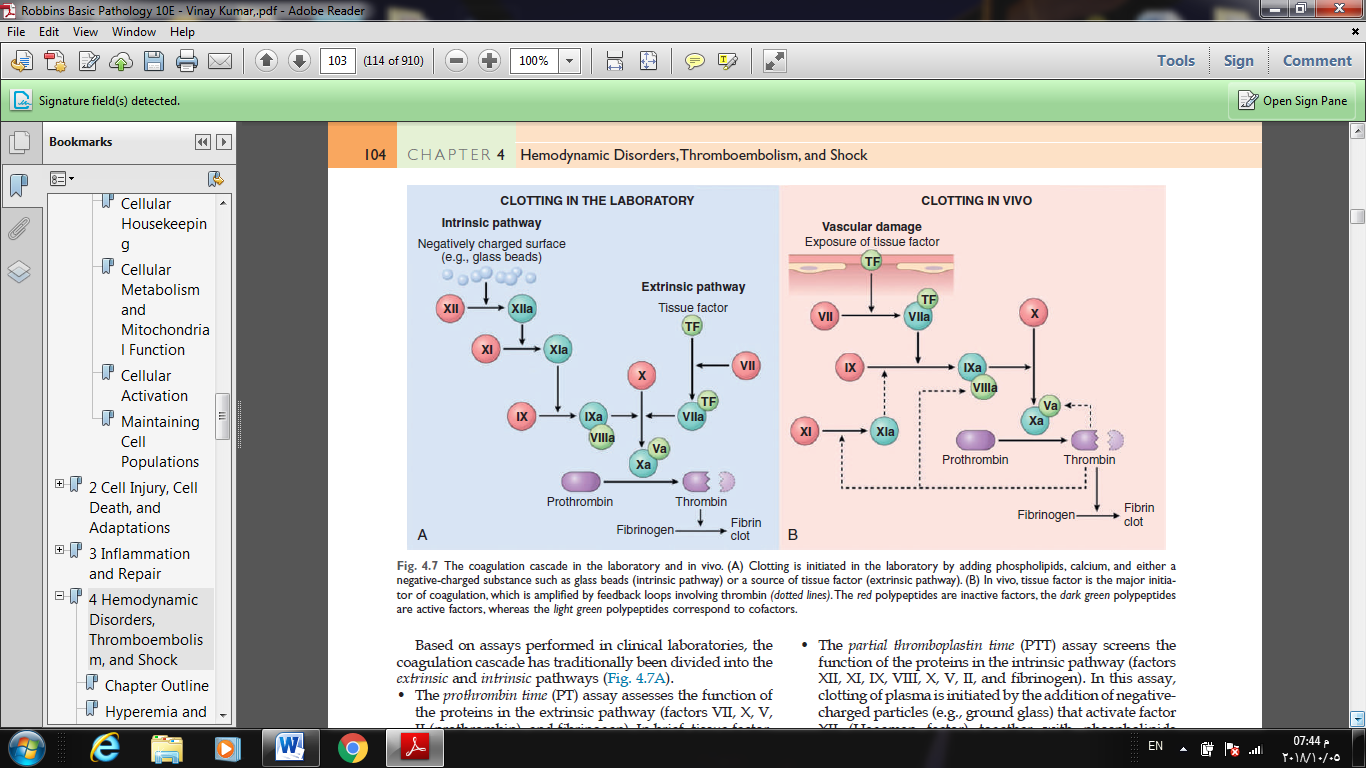 Robbins Basic Pathology 10E - Vinay Kumar,.pdf - Adobe Reader
File Edit View Window Help
103 (114 of 910) 100% Tools Sign Comment
Signature field(s) detected. Open Sign Pane
Bookmarks
Cellular
Housekeepin
g
Cellular
Metabolism
and
Mitochondria
l Function
Cellular
Activation
Maintaining
Cell
Populations
2 Cell Injury, Cell
Death, and
Adaptations
3 Inflammation
and Repair
4 Hemodynamic
Disorders,
Thromboembolis
m, and Shock
Chapter Outline
Hyperemia and
104 CHAPTER 4 Hemodynamic Disorders, Thromboembolism, and Shock
CLOTTING IN THE LABORATORY
Intrinsic pathway
Negatively charged surface
(e.g., glass beads)
Extrinsic pathway
Tissue factor
XII XIIa
TF
XI XIa
X VII
IX IXa VIIIa VIIa TF
Xa Va
Prothrombin Thrombin
Fibrinogen Fibrin
clot
A
CLOTTING IN VIVO
Vascular damage
Exposure of tissue factor
TF
VII VIIa TF X
IX IXa VIIIa
XI XIa Xa Va
Prothrombin Thrombin
Fibrinogen Fibrin
clot
B
Fig. 4.7 The coagulation cascade in the laboratory and in vivo. (A) Clotting is initiated in the laboratory by adding phospholipids, calcium, and either a
negative-charged substance such as glass beads (intrinsic pathway) or a source of tissue factor (extrinsic pathway). (B) In vivo, tissue factor is the major initia-
tor of coagulation, which is amplified by feedback loops involving thrombin (dotted lines). The red polypeptides are inactive factors, the dark green polypeptides
are active factors, whereas the light green polypeptides correspond to cofactors.
Based on assays performed in clinical laboratories, the
coagulation cascade has traditionally been divided into the
extrinsic and intrinsic pathways (Fig. 4.7A).
• The prothrombin time (PT) assay assesses the function of
the proteins in the extrinsic pathway (factors VII, X, V,
• The partial thromboplastin time (PTT) assay screens the
function of the proteins in the intrinsic pathway (factors
XII, XI, IX, VIII, X, V, II, and fibrinogen). In this assay,
clotting of plasma is initiated by the addition of negative-
charged particles (e.g., ground glass) that activate factor
EN
07:44 م
٢٠١٨/١٠/٠٥